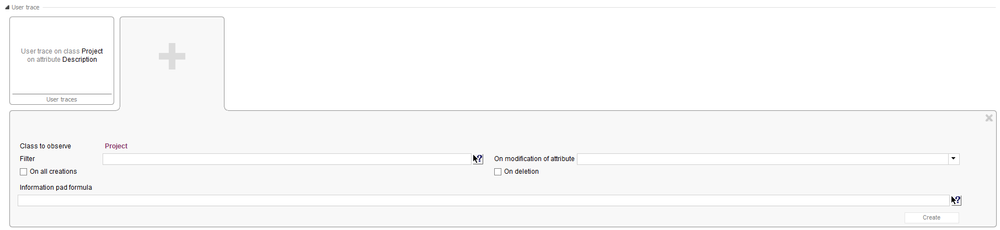 User trace
User trace on class Project
on attribute Description
User traces
Class to observe Project
Filter ? On modification of attribute
On all creations On deletion
Information pad formula
?
Create